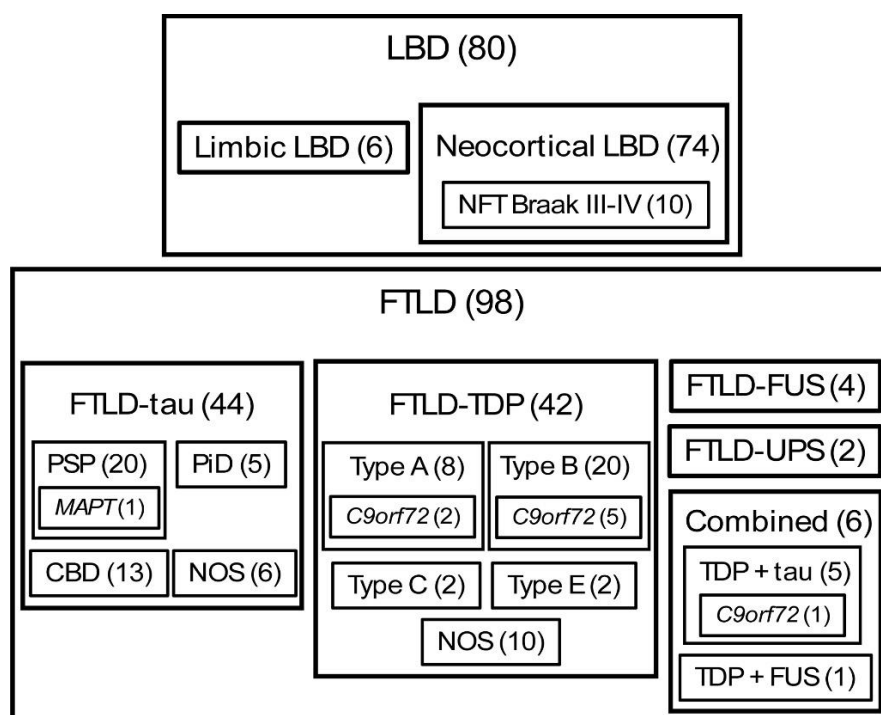 LBD (80)
Limbic LBD (6)
Neocortical LBD (74)
NFT Braak III-IV (10)
FTLD (98)
FTLD-tau (44)
PSP (20)
MAPT (1)
PiD (5)
CBD (13)
NOS (6)
FTLD-TDP (42)
Type A (8)
C9orf72 (2)
Type B (20)
C9orf72 (5)
Type C (2)
Type E (2)
NOS (10)
FTLD-FUS (4)
FTLD-UPS (2)
Combined (6)
TDP + tau (5)
C9orf72 (1)
TDP + FUS (1)